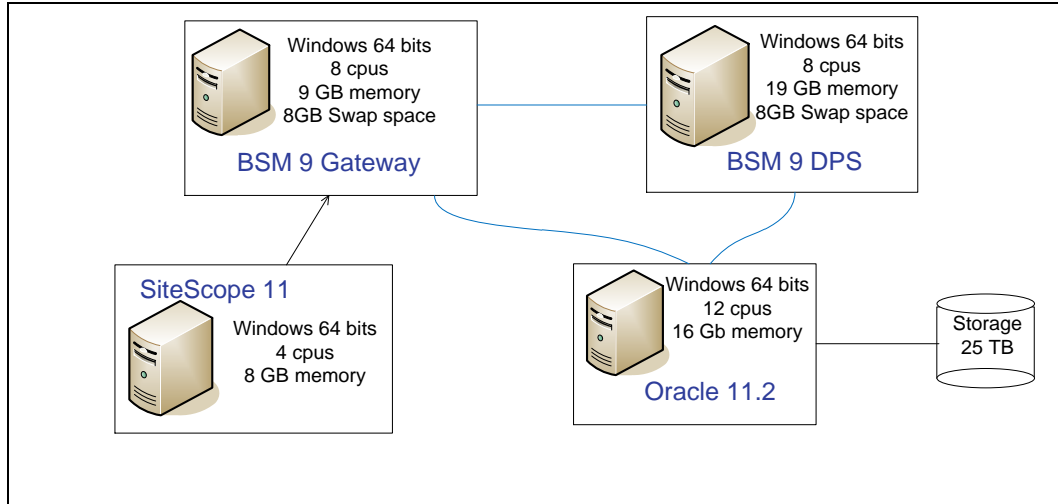 Windows 64 bits
8 cpus
9 GB memory
8GB Swap space
BSM 9 Gateway
Windows 64 bits
8 cpus
19 GB memory
8GB Swap space
BSM 9 DPS
SiteScope 11
Windows 64 bits
4 cpus
8 GB memory
Windows 64 bits
12 cpus
16 Gb memory
Oracle 11.2
Storage
25 TB